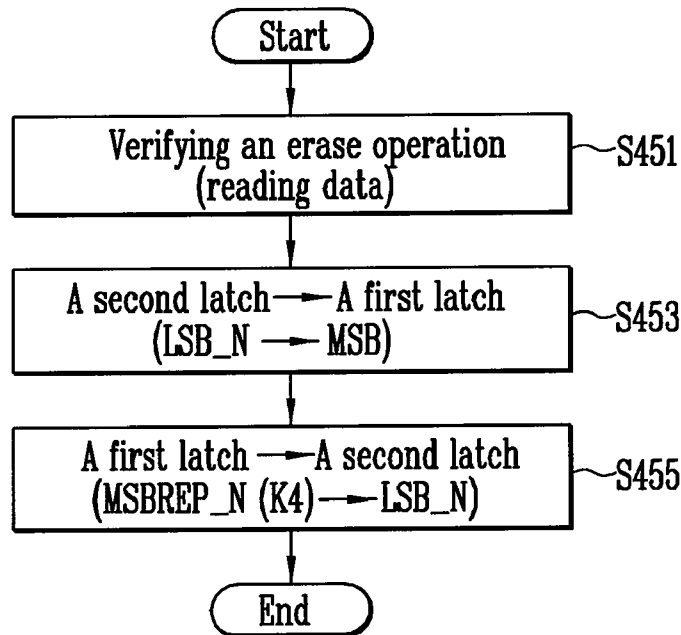 Start
Verifying an erase operation
(reading data)
S451
A second latch → A first latch
(LSB_N → MSB)
S453
A first latch → A second latch
(MSBREP_N (K4) → LSB_N)
S455
End